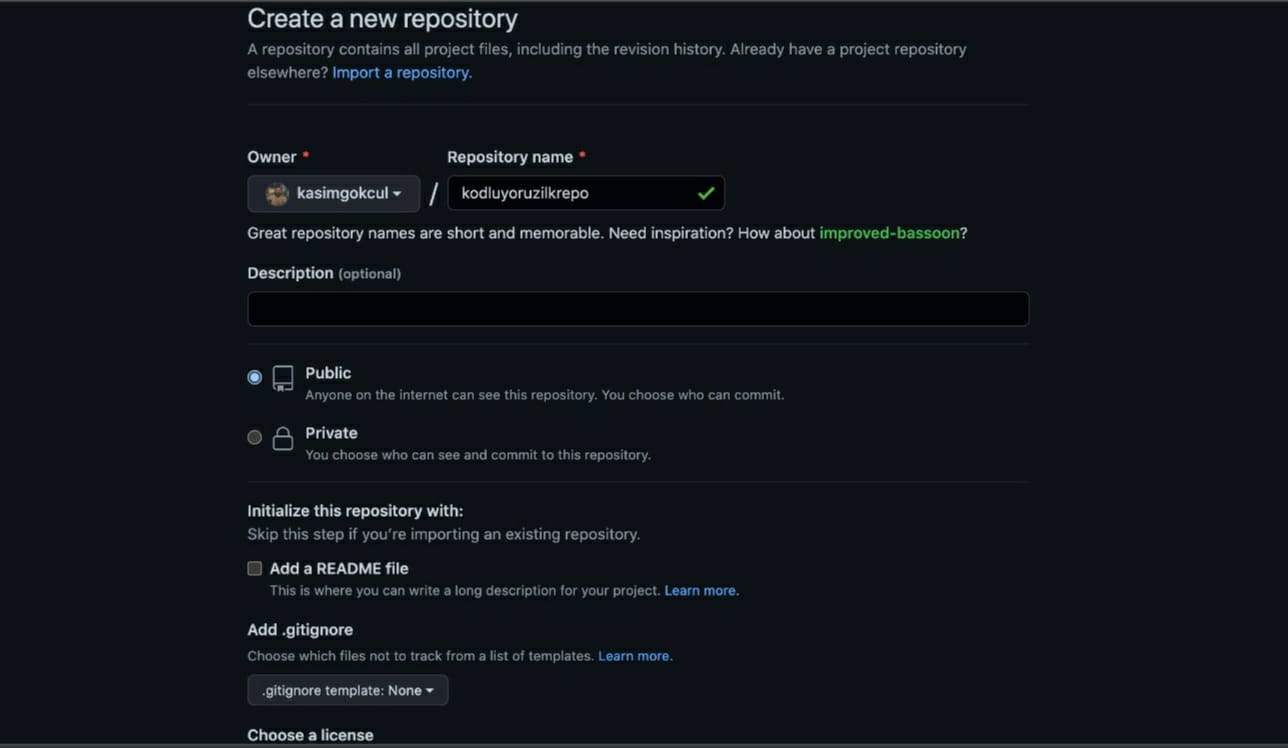 Create a new repository
A repository contains all project files, including the revision history. Already have a project repository
elsewhere? Import a repository.
Owner * Repository name *
kasimgokcul / kodluyoruzilkrepo
Great repository names are short and memorable. Need inspiration? How about improved-bassoon?
Description (optional)
Public
Anyone on the internet can see this repository. You choose who can commit.
Private
You choose who can see and commit to this repository.
Initialize this repository with:
Skip this step if you're importing an existing repository.
Add a README file
This is where you can write a long description for your project. Learn more.
Add .gitignore
Choose which files not to track from a list of templates. Learn more.
.gitignore template: None
Choose a license